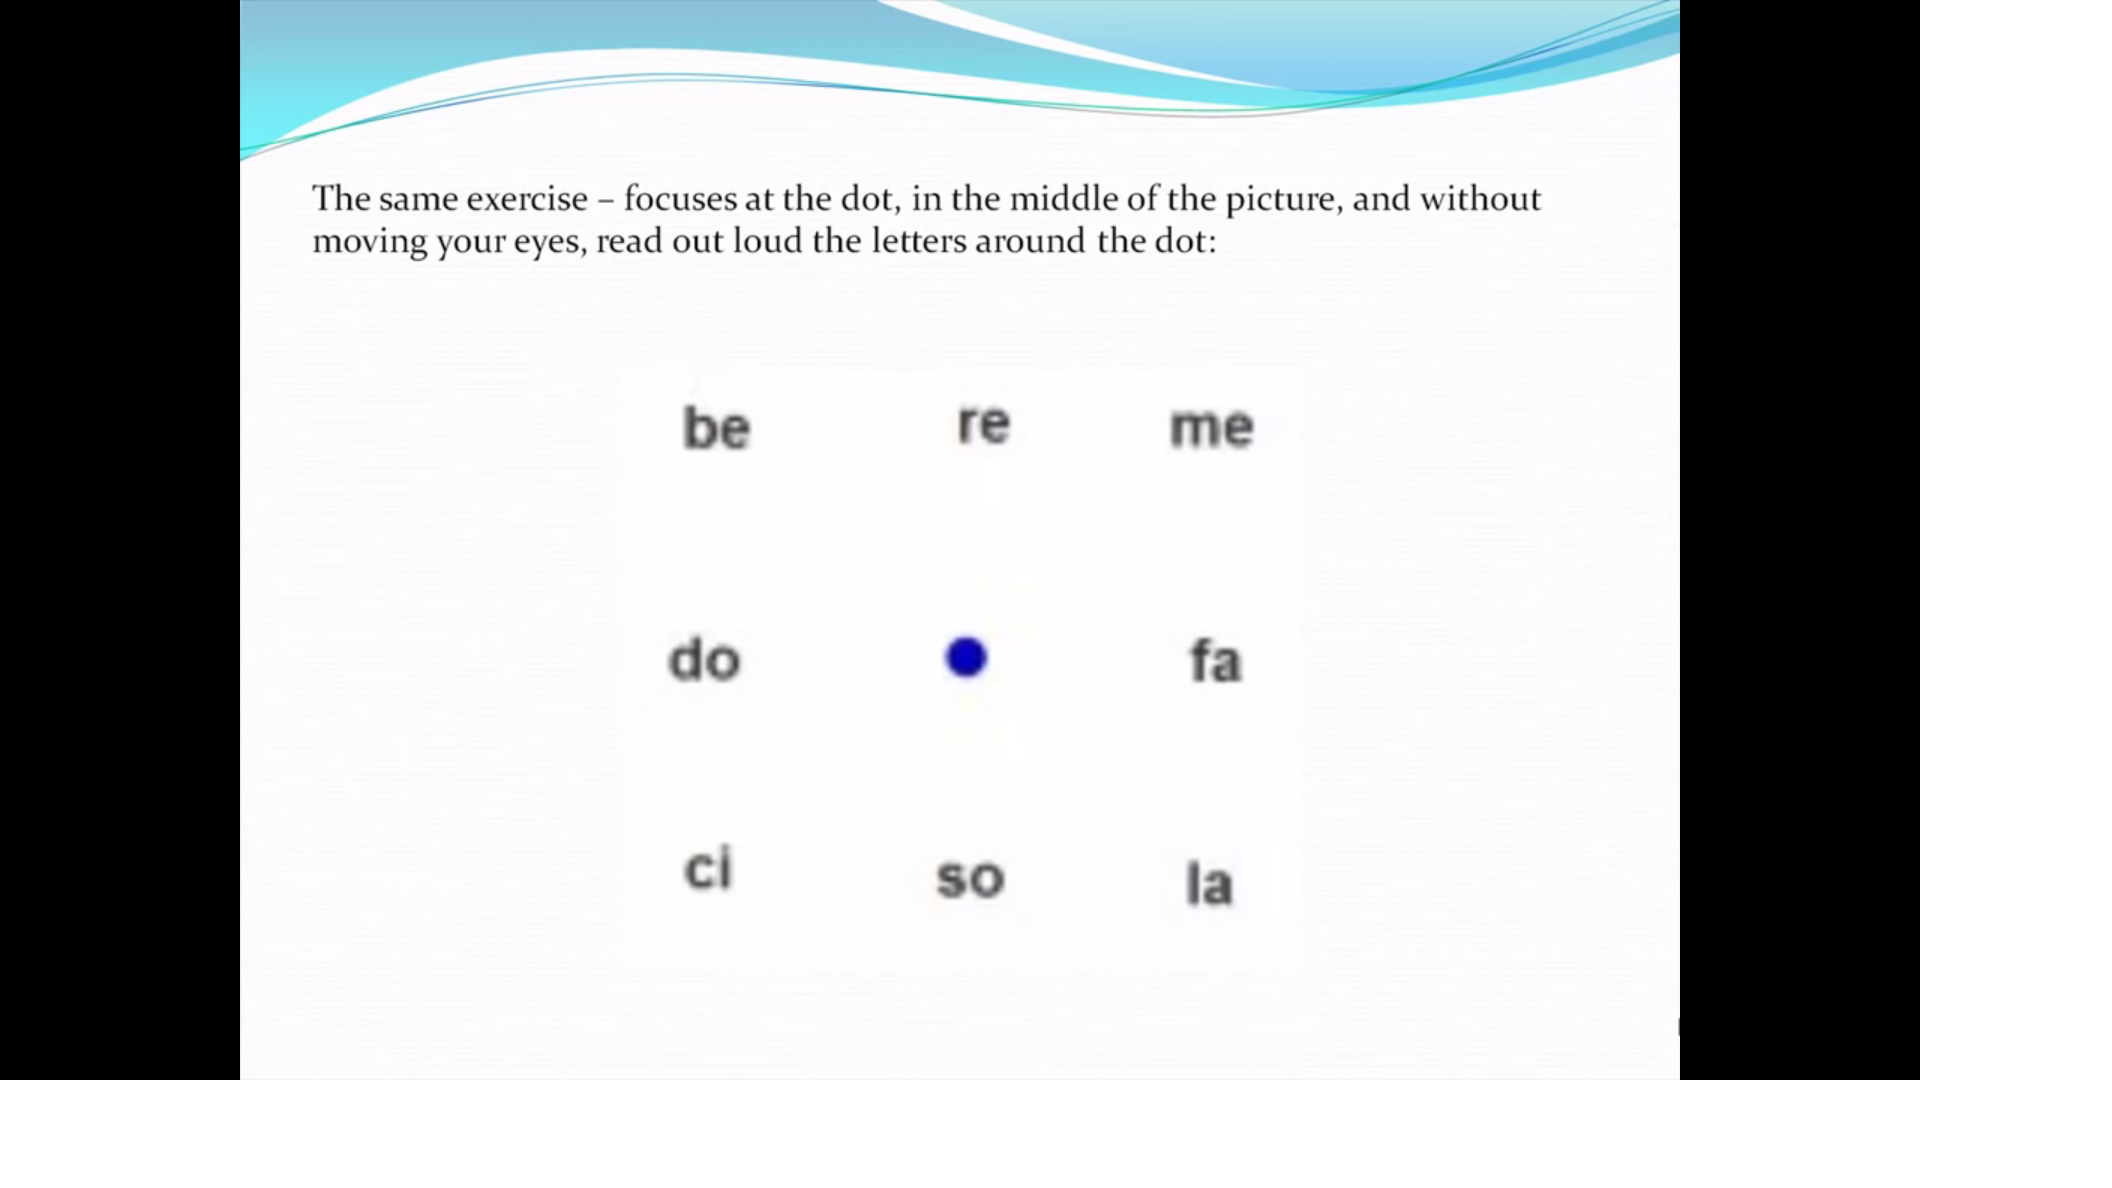 The same exercise – focuses at the dot, in the middle of the picture, and without
moving your eyes, read out loud the letters around the dot:
be re me
do fa
ci so la